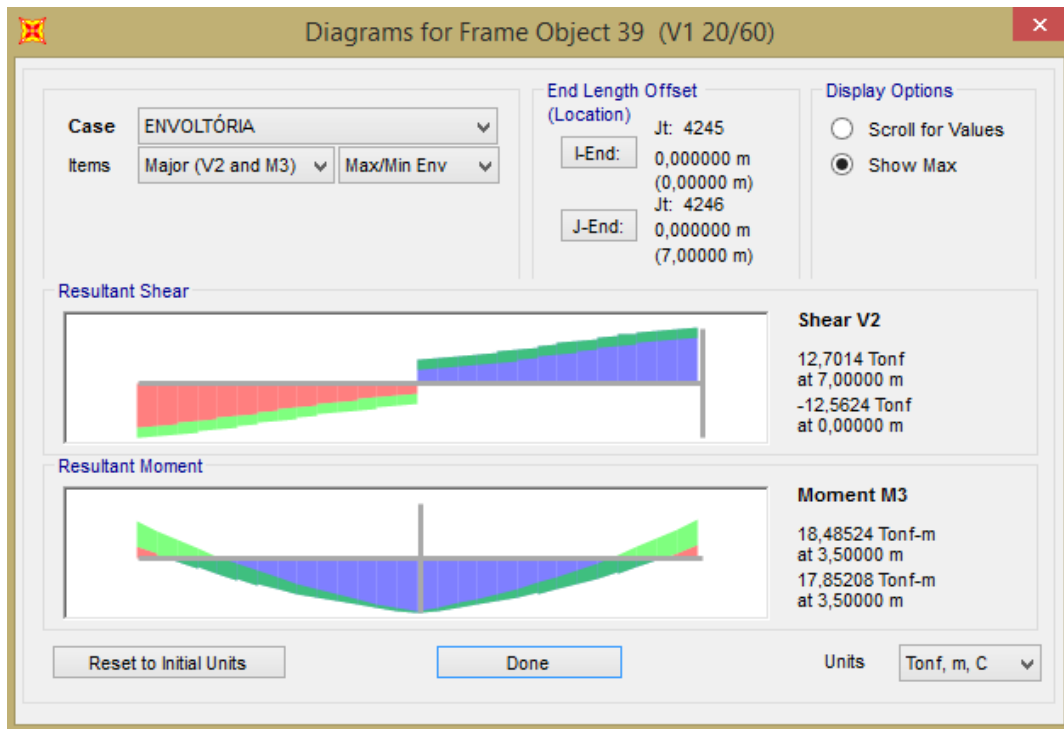 Diagrams for Frame Object 39 (V1 20/60)
Case ENVOLTÓRIA
Items Major (V2 and M3) Max/Min Env
End Length Offset
(Location)
Jt: 4245
I-End: 0,000000 m
(0,00000 m)
Jt: 4246
J-End: 0,000000 m
(7,00000 m)
Display Options
Scroll for Values
Show Max
Resultant Shear
Shear V2
12,7014 Tonf
at 7,00000 m
-12,5624 Tonf
at 0,00000 m
Resultant Moment
Moment M3
18,48524 Tonf-m
at 3,50000 m
17,85208 Tonf-m
at 3,50000 m
Reset to Initial Units
Done
Units Tonf, m, C